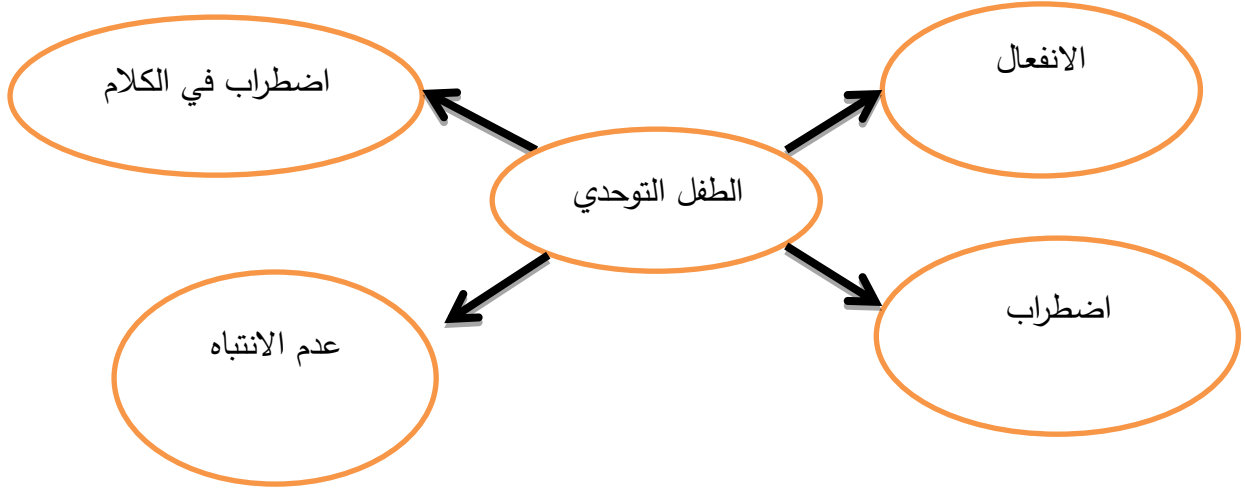 الانفعال
اضطراب في الكلام
الطفل التوحدي
اضطراب
عدم الانتباه